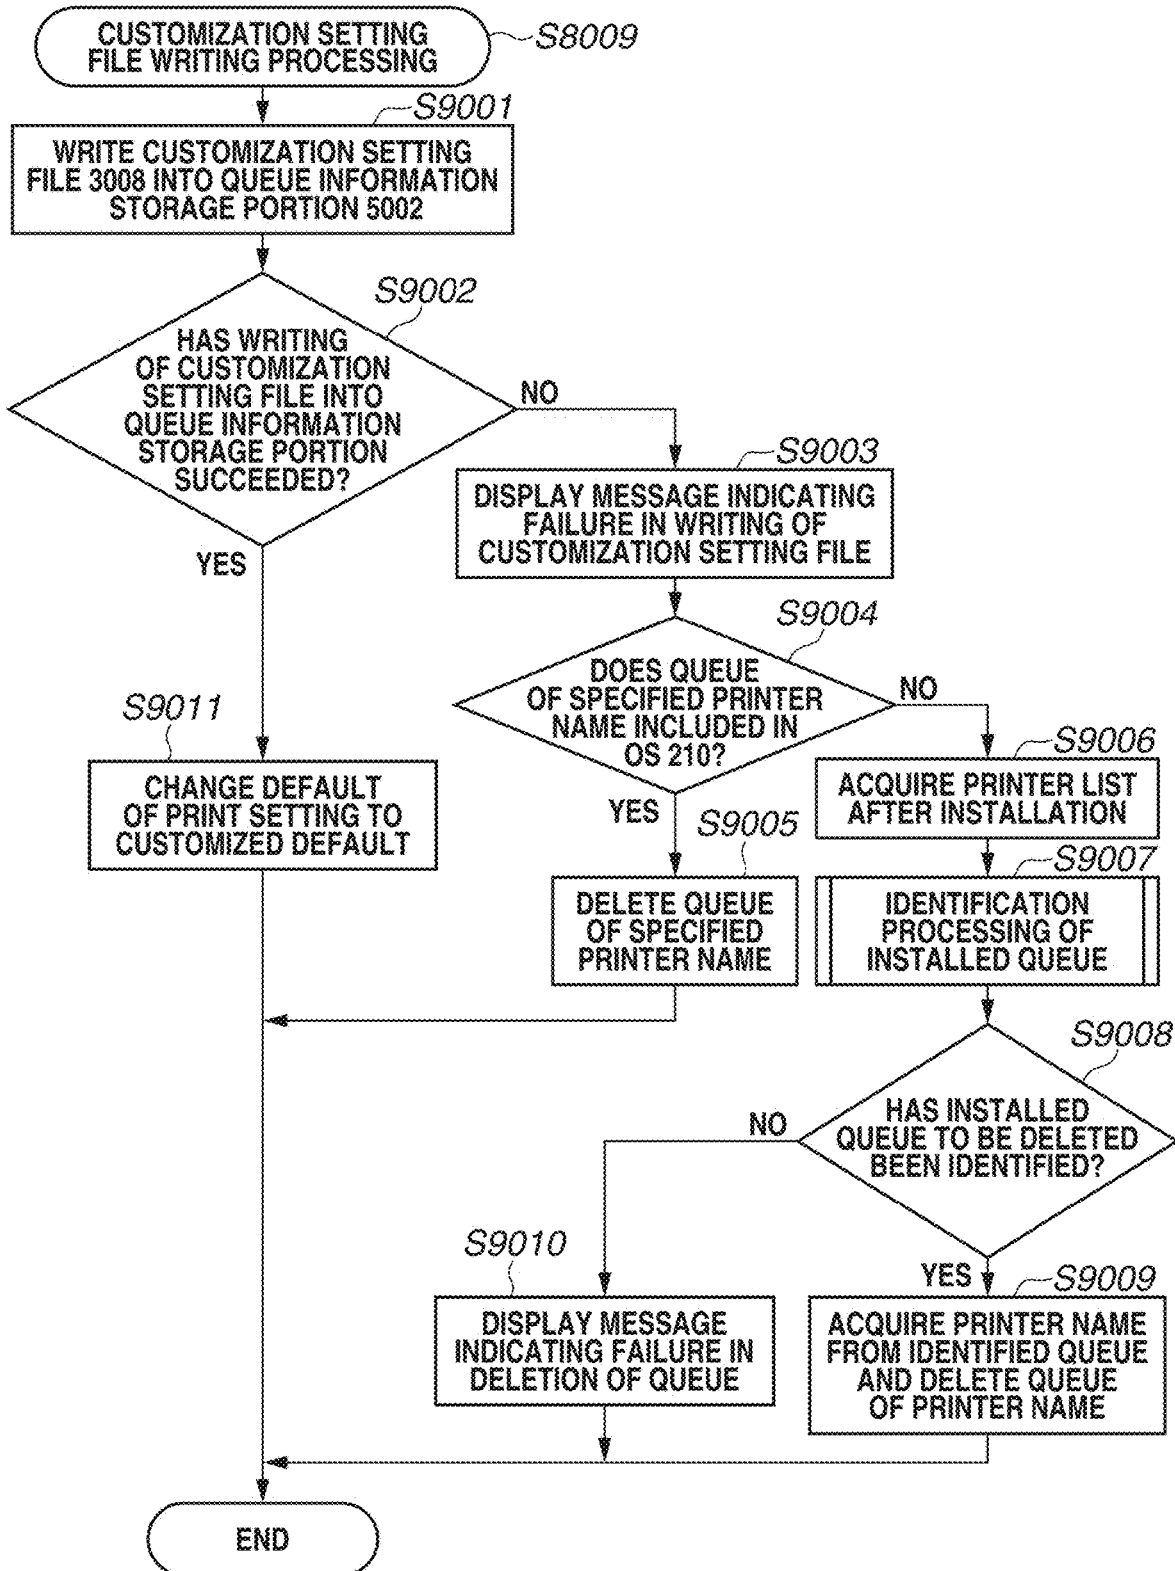 CUSTOMIZATION SETTING
FILE WRITING PROCESSING
S8009
S9001
WRITE CUSTOMIZATION SETTING
FILE 3008 INTO QUEUE INFORMATION
STORAGE PORTION 5002
S9002
HAS WRITING
OF CUSTOMIZATION
SETTING FILE INTO
QUEUE INFORMATION
STORAGE PORTION
SUCCEEDED?
NO
YES
S9003
DISPLAY MESSAGE INDICATING
FAILURE IN WRITING OF
CUSTOMIZATION SETTING FILE
S9004
DOES QUEUE
OF SPECIFIED PRINTER
NAME INCLUDED IN
OS 210?
NO
YES
S9011
CHANGE DEFAULT
OF PRINT SETTING TO
CUSTOMIZED DEFAULT
S9005
DELETE QUEUE
OF SPECIFIED
PRINTER NAME
S9006
ACQUIRE PRINTER LIST
AFTER INSTALLATION
S9007
IDENTIFICATION
PROCESSING OF
INSTALLED QUEUE
S9008
HAS INSTALLED
QUEUE TO BE DELETED
BEEN IDENTIFIED?
NO
YES
S9010
DISPLAY MESSAGE
INDICATING FAILURE IN
DELETION OF QUEUE
S9009
ACQUIRE PRINTER NAME
FROM IDENTIFIED QUEUE
AND DELETE QUEUE
OF PRINTER NAME
END